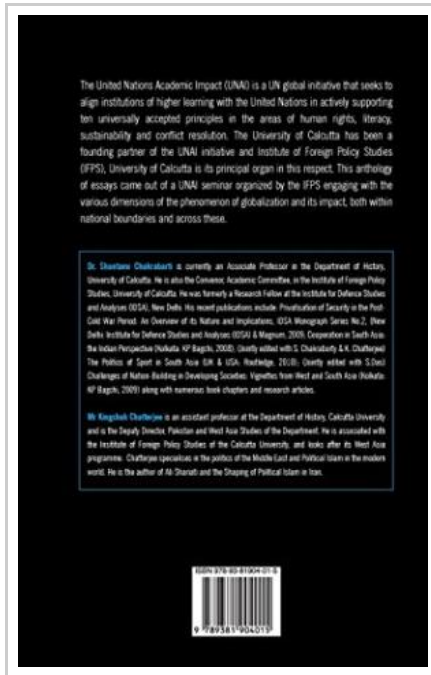 The United Nations Academic Impact (UNAI) is a UN global initiative that seeks to
align institutions of higher learning with the United Nations in actively supporting
ten universally accepted principles in the areas of human rights, literacy,
sustainability and conflict resolution. The University of Calcutta has been a
founding partner of the UNAI initiative and Institute of Foreign Policy Studies
(IFPS), University of Calcutta is its principal organ in this respect. This anthology
of essays came out of a UNAI seminar organized by the IFPS engaging with the
various dimensions of the phenomenon of globalization and its impact, both within
national boundaries and across these.
Dr. Shantanu Chakrabarti is currently an Associate Professor in the Department of History,
University of Calcutta. He is also the Convenor, Academic Committee, in the Institute of Foreign Policy
Studies, University of Calcutta. He was formerly a Research Fellow at the Institute for Defence Studies
and Analyses (IDSA), New Delhi. His recent publications include: Privatisation of Security in the Post-
Cold War Period: An Overview of its Nature and Implications, IDSA Monograph Series No.2, (New
Delhi: Institute for Defence Studies and Analyses (IDSA) & Magnum, 2009; Cooperation in South Asia:
the Indian Perspective (Kolkata: KP Bagchi, 2008); (Jointly edited with S. Chakrabarty & K. Chatterjee)
The Politics of Sport in South Asia (UK & USA: Routledge, 2010); (Jointly edited with S.Das)
Challenges of Nation-Building in Developing Societies: Vignettes from West and South Asia (Kolkata:
KP Bagchi, 2009) along with numerous book chapters and research articles.
Mr Kingshuk Chatterjee is an assistant professor at the Department of History, Calcutta University
and is the Deputy Director, Pakistan and West Asia Studies of the Department. He is associated with
the Institute of Foreign Policy Studies of the Calcutta University, and looks after its West Asia
programme. Chatterjee specialises in the politics of the Middle East and Political Islam in the modern
world. He is the author of Ali Shariati and the Shaping of Political Islam in Iran.
ISBN 978-93-81904-01-5
9 789381 904015